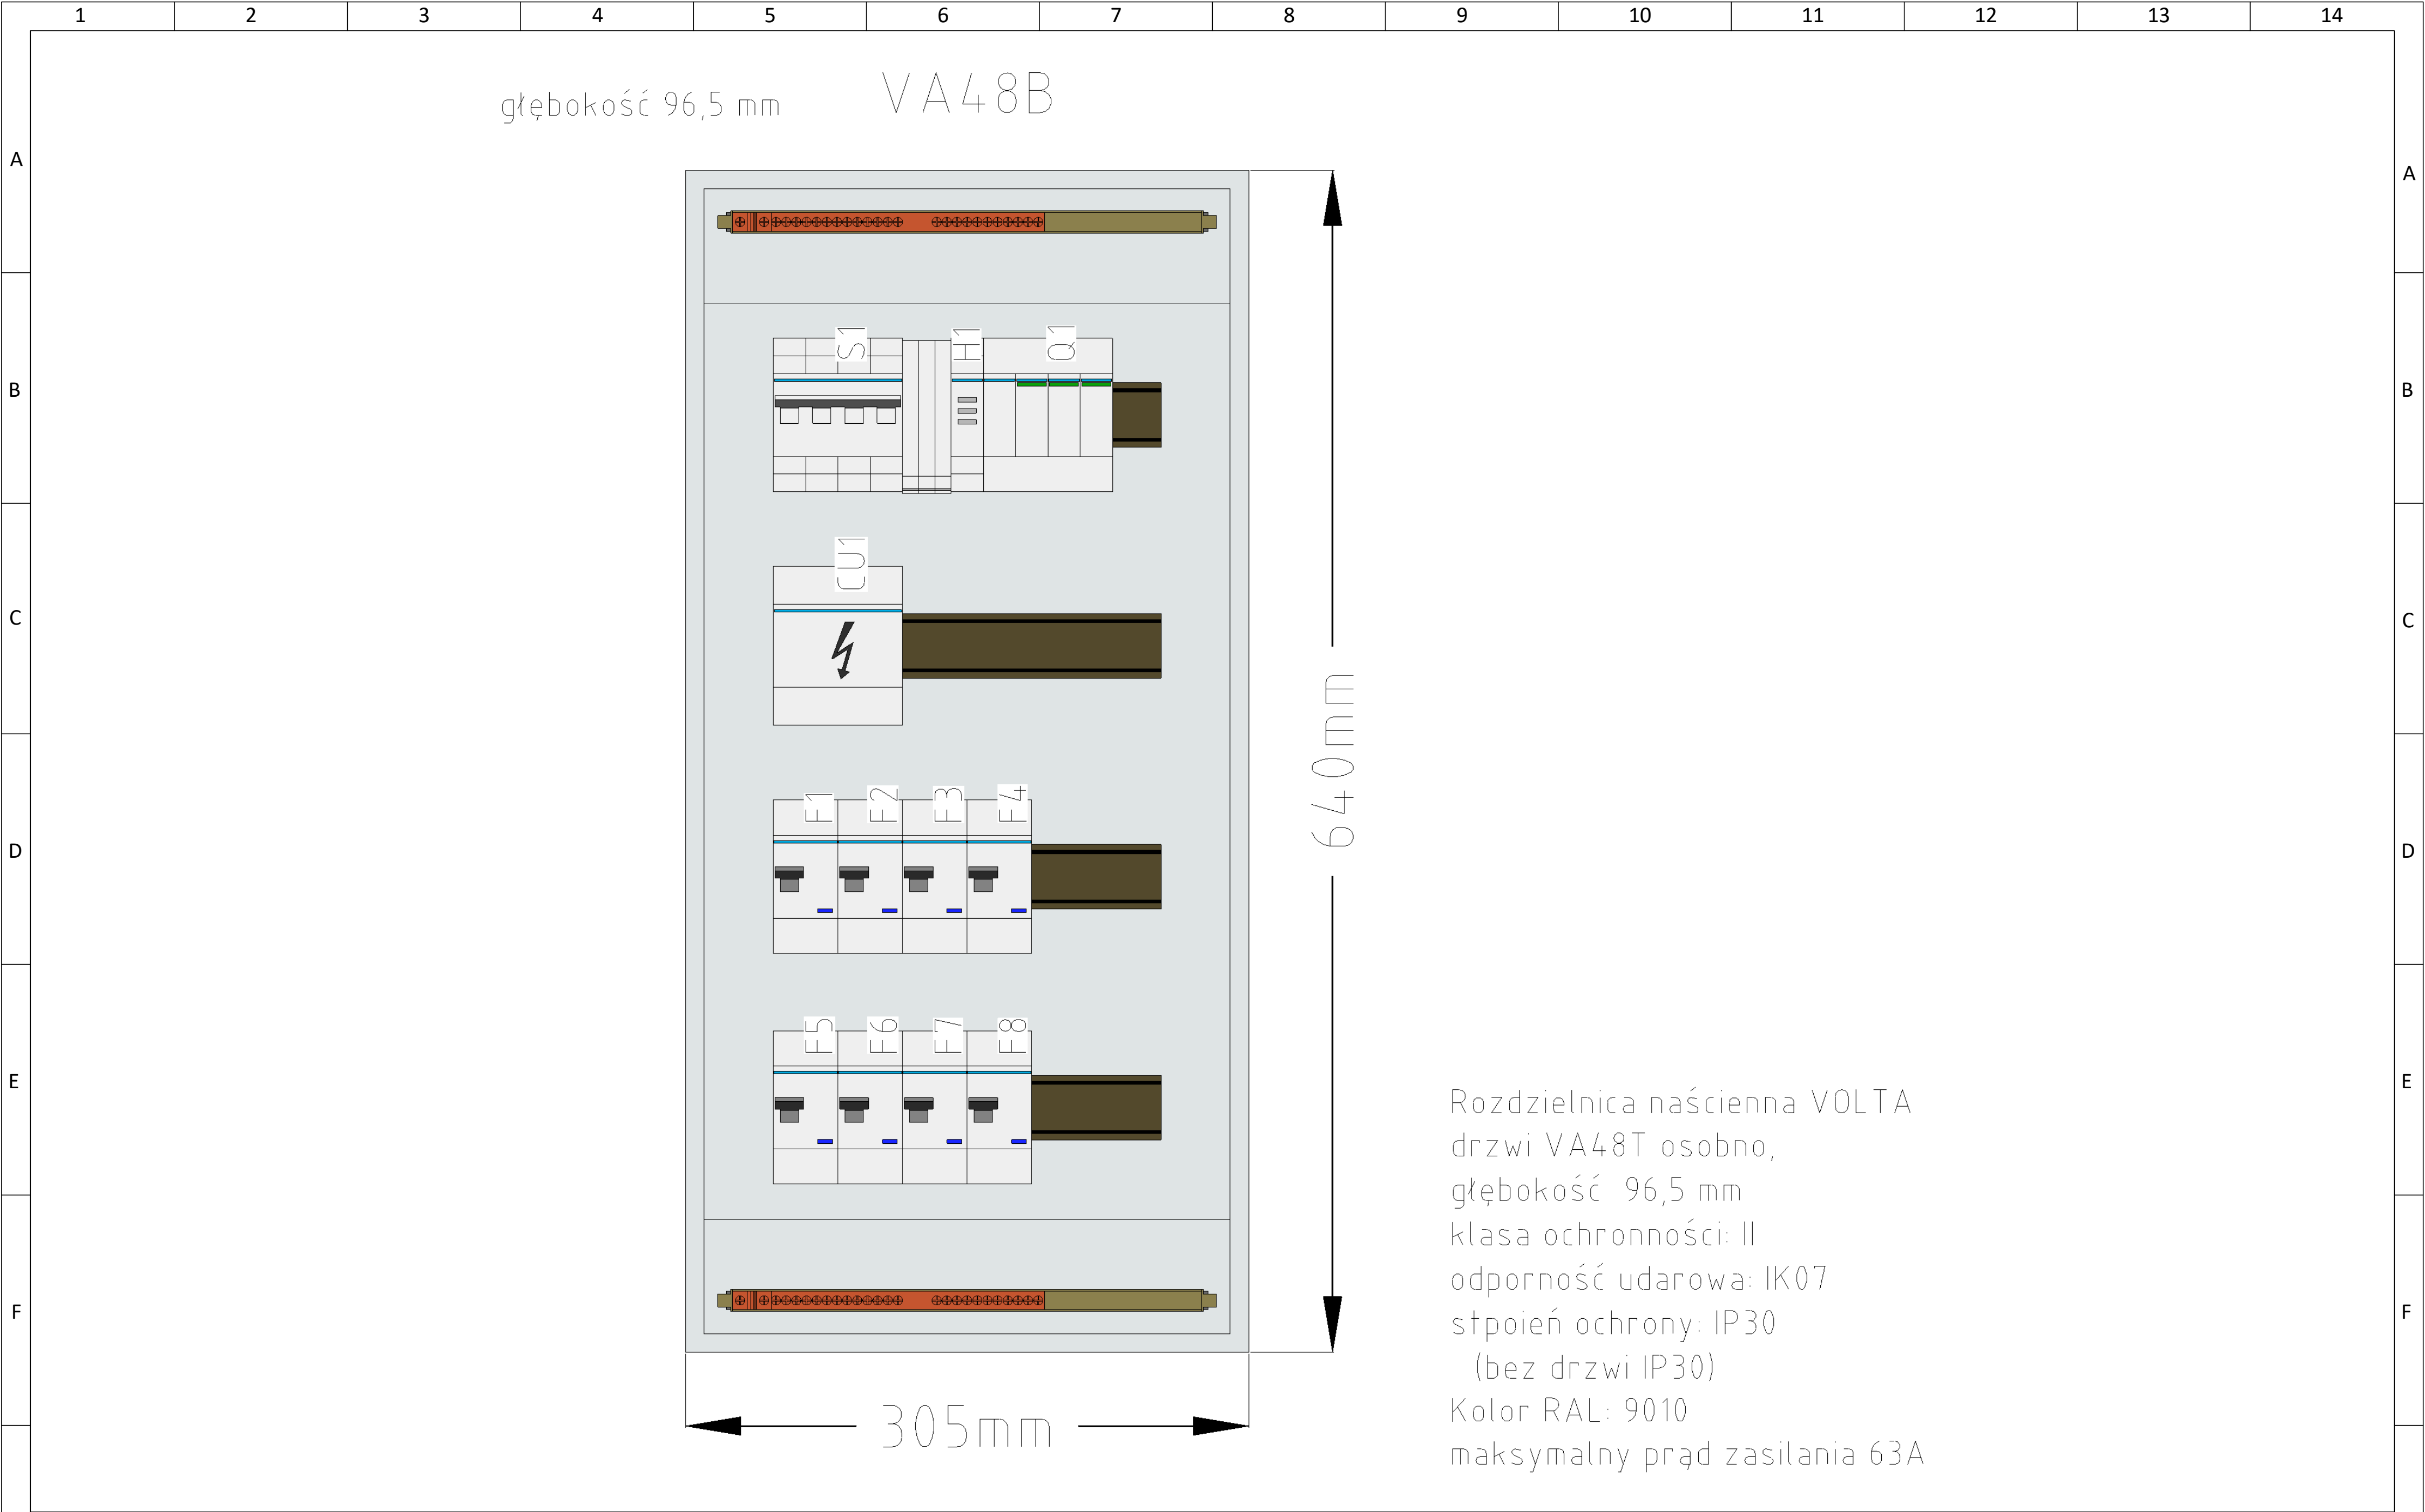 1 2 3 4 5 6 7 8 9 10 11 12 13 14
głębokość 96,5 mm
VA48B
A A
S1 H1 Q1
B B
CU1
C C
640mm
F1 F2 F3 F4
D D
F5 F6 F7 F8
E E
Rozdzielnica naścienna VOLTA
drzwi VA48T osobno,
głębokość 96,5 mm
klasa ochronności: II
odporność udarowa: IK07
F F
stpoień ochrony: IP30
(bez drzwi IP30)
Kolor RAL: 9010
305mm
maksymalny prąd zasilania 63A